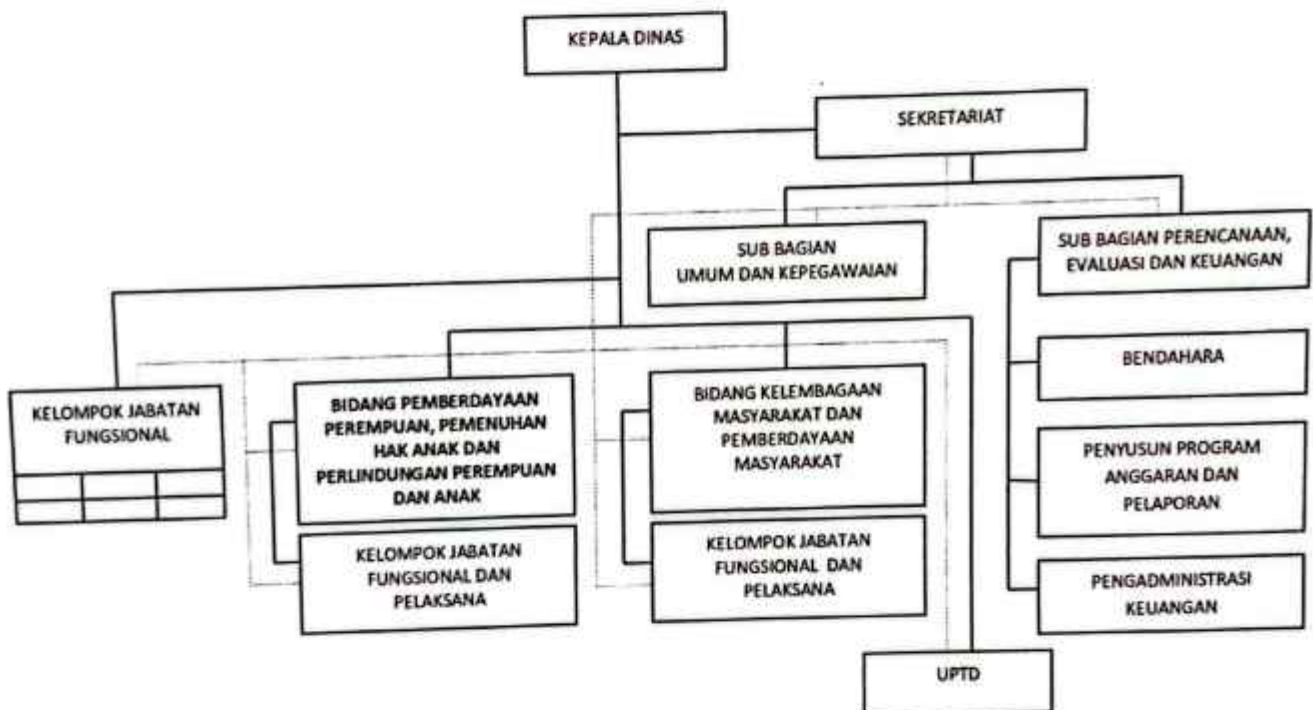 KEPALA DINAS
SEKRETARIAT
SUB BAGIAN
UMUM DAN KEPEGAWAIAN
SUB BAGIAN PERENCANAAN,
EVALUASI DAN KEUANGAN
BENDAHARA
PENYUSUN PROGRAM
ANGGARAN DAN
PELAPORAN
PENGADMINISTRASI
KEUANGAN
KELOMPOK JABATAN
FUNGSIONAL
BIDANG PEMBERDAYAAN
PEREMPUAN, PEMENUHAN
HAK ANAK DAN
PERLINDUNGAN PEREMPUAN
DAN ANAK
KELOMPOK JABATAN
FUNGSIONAL DAN
PELAKSANA
BIDANG KELEMBAGAAN
MASYARAKAT DAN
PEMBERDAYAAN
MASYARAKAT
KELOMPOK JABATAN
FUNGSIONAL DAN
PELAKSANA
UPTD